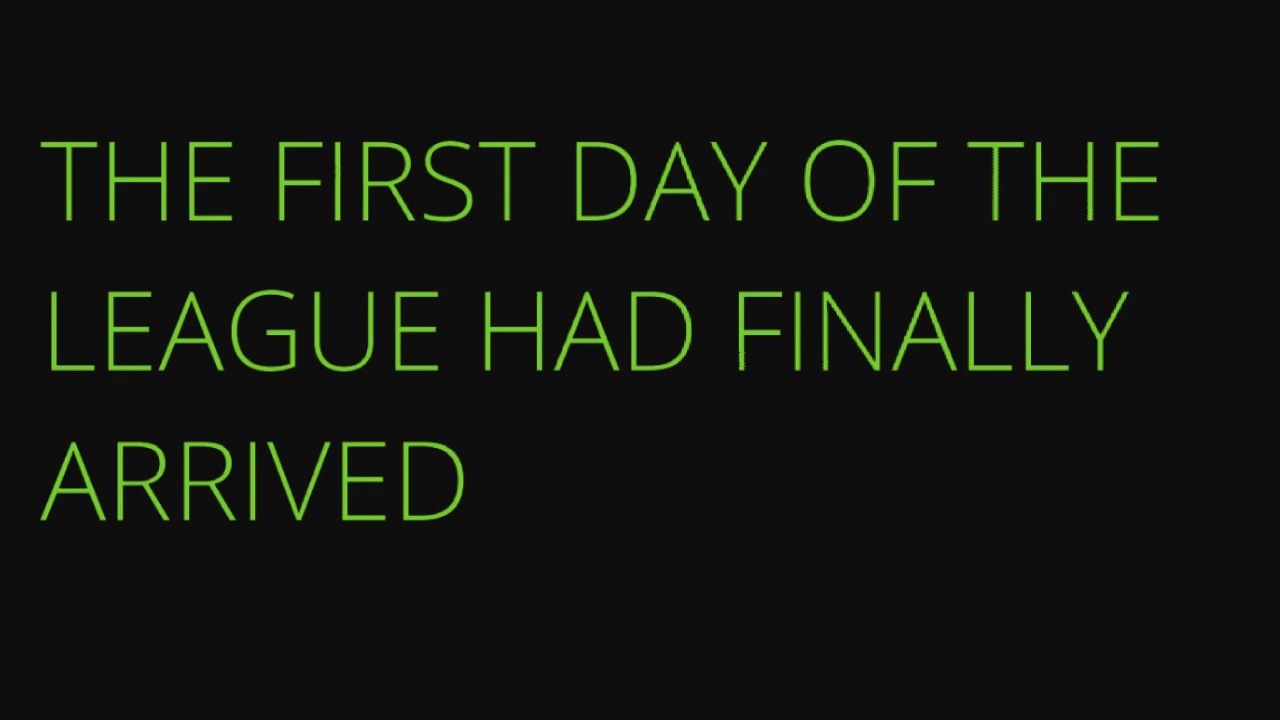 THE FIRST DAY OF THE
LEAGUE HAD FINALLY
ARRIVED